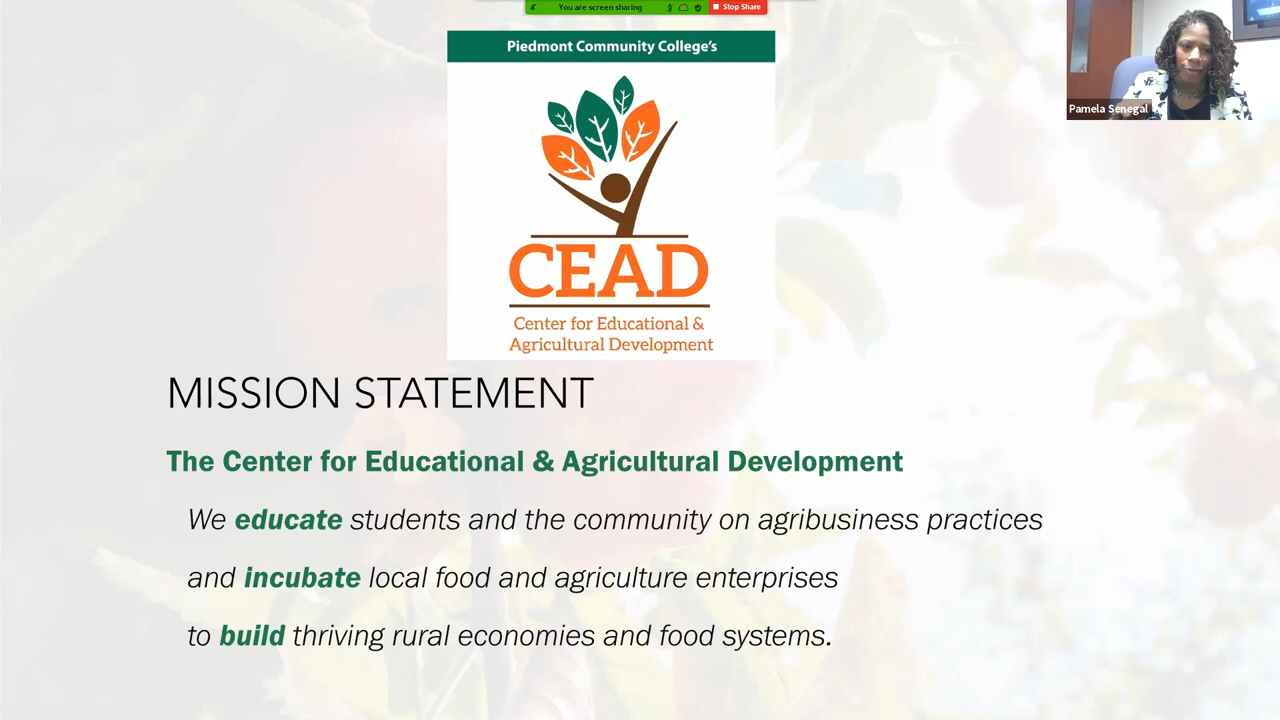 You are screen sharing
Stop Share
Piedmont Community College's
Pamela Senegal
CEAD
Center for Educational &
Agricultural Development
MISSION STATEMENT
The Center for Educational & Agricultural Development
We educate students and the community on agribusiness practices
and incubate local food and agriculture enterprises
to build thriving rural economies and food systems.